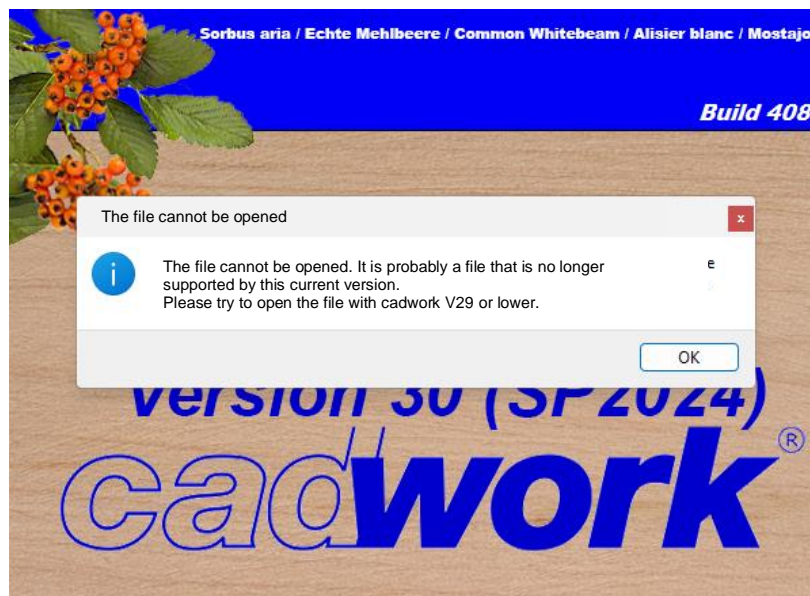 Sorbus aria / Echte Mehlbeere / Common Whitebeam / Alisier blanc / Mostajo
Build 408
The file cannot be opened
x
i
The file cannot be opened. It is probably a file that is no longer
e
supported by this current version.
Please try to open the file with cadwork V29 or lower.
OK
Version 30 (SP2024)
cadwork®